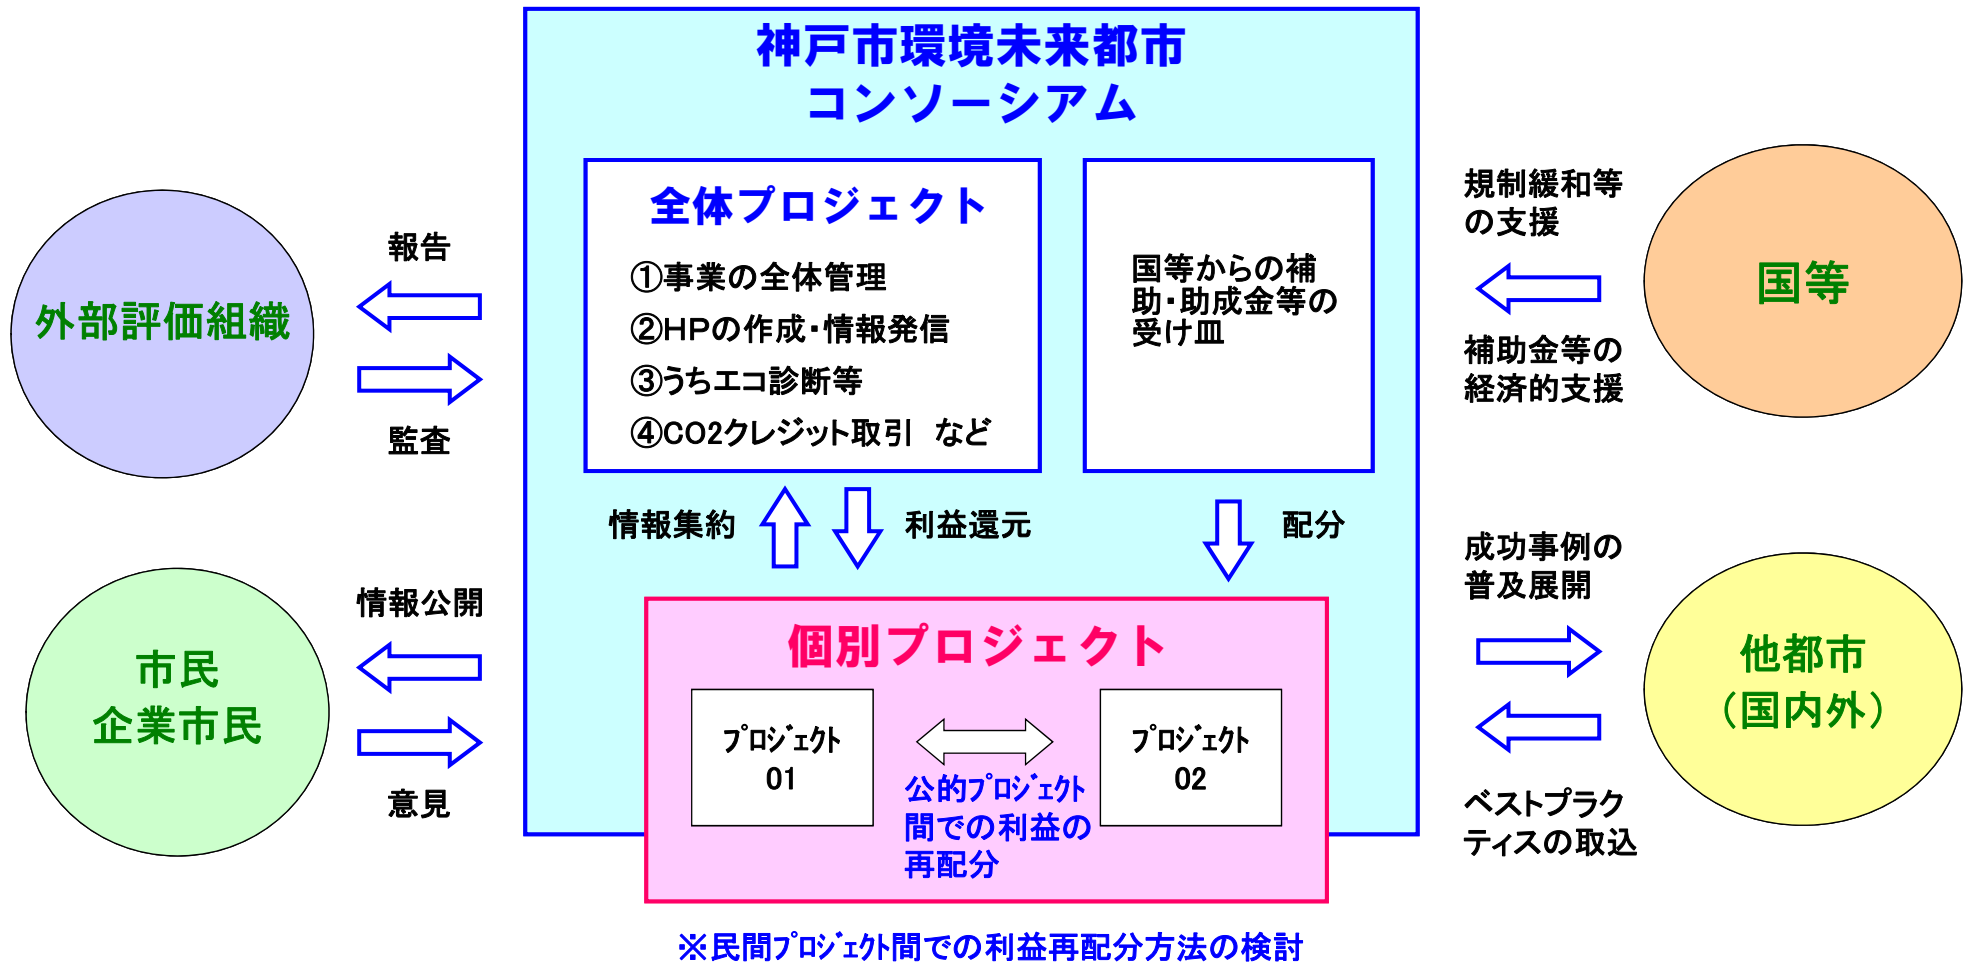 神戸市環境未来都市
コンソーシアム
全体プロジェクト
①事業の全体管理
②HPの作成・情報発信
③うちエコ診断等
④CO2クレジット取引　など
国等からの補
助・助成金等の
受け皿
情報集約
利益還元
配分
個別プロジェクト
ﾌﾟﾛｼﾞｪｸﾄ
01
公的ﾌﾟﾛｼﾞｪｸﾄ
間での利益の
再配分
ﾌﾟﾛｼﾞｪｸﾄ
02
※民間ﾌﾟﾛｼﾞｪｸﾄ間での利益再配分方法の検討
外部評価組織
報告
監査
市民
企業市民
情報公開
意見
規制緩和等
の支援
補助金等の
経済的支援
国等
成功事例の
普及展開
ベストプラク
ティスの取込
他都市
（国内外）